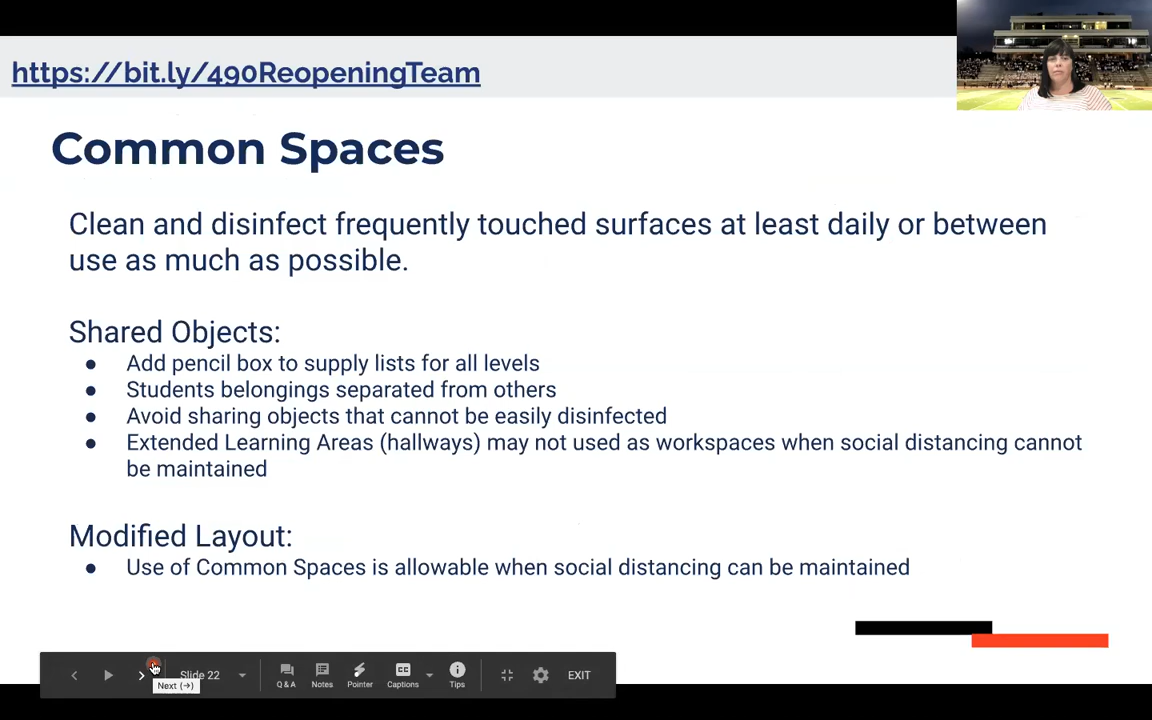 https://bit.ly/490ReopeningTeam
Common Spaces
Clean and disinfect frequently touched surfaces at least daily or between
use as much as possible.
Shared Objects:
● Add pencil box to supply lists for all levels
● Students belongings separated from others
● Avoid sharing objects that cannot be easily disinfected
● Extended Learning Areas (hallways) may not used as workspaces when social distancing cannot
be maintained
Modified Layout:
● Use of Common Spaces is allowable when social distancing can be maintained
Slide 22
Q & A Notes Pointer CC Captions Tips EXIT
Next (→)